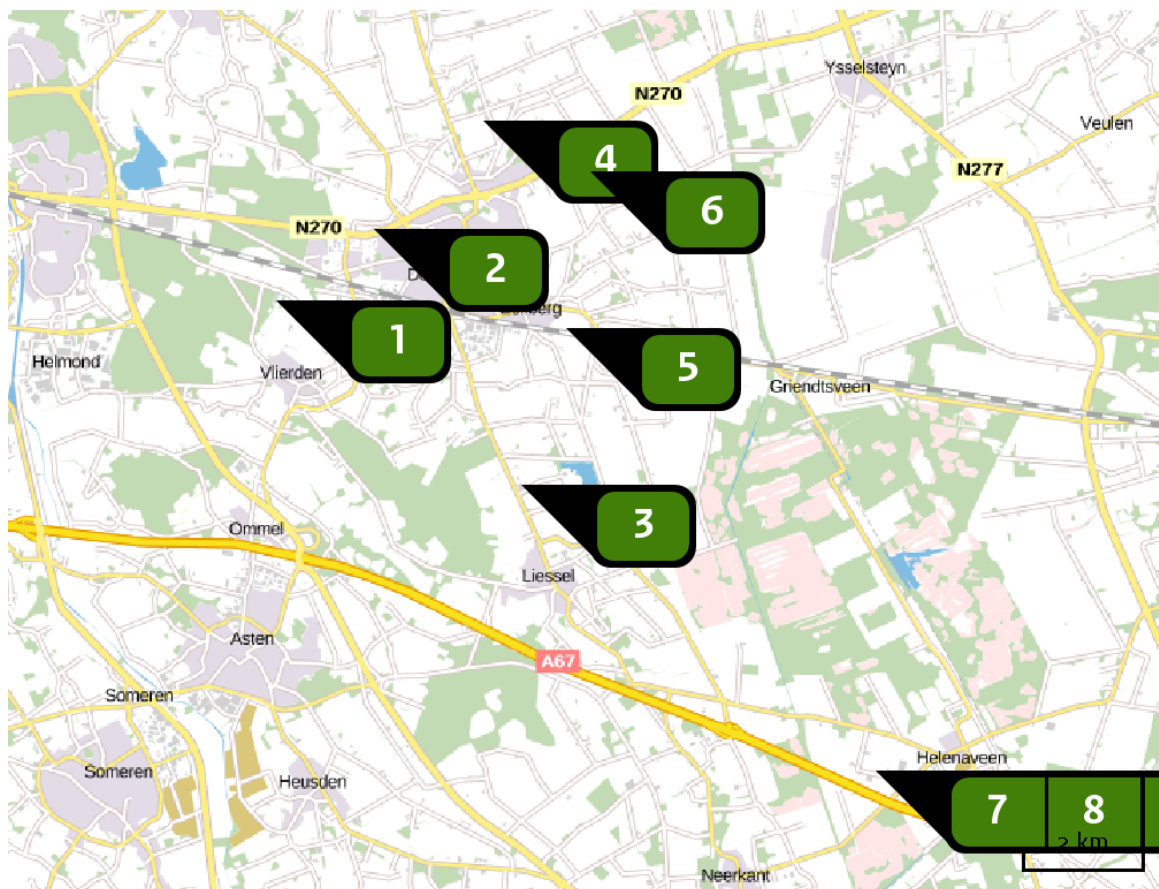 Ysselsteyn
N270
Veulen
4
N277
6
N270
2
1
Helmond
Vlierden
5
Griendtsveen
3
Ommel
Liessel
Asten
A67
Someren
Helenaveen
Someren
Heusden
7 8
2 km
Neerkant